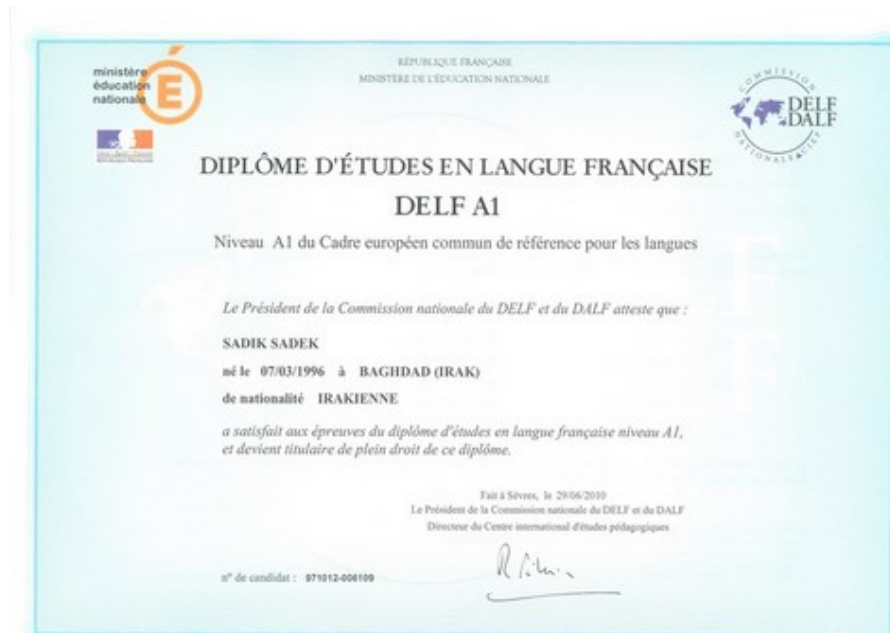 ministère
éducation
nationale
É
RÉPUBLIQUE FRANÇAISE
MINISTÈRE DE L'ÉDUCATION NATIONALE
COMMISSION
DELF
DALF
NATIONALE
DIPLÔME D'ÉTUDES EN LANGUE FRANÇAISE
DELF A1
Niveau A1 du Cadre européen commun de référence pour les langues
Le Président de la Commission nationale du DELF et du DALF atteste que :
SADIK SADEK
né le 07/03/1996 à BAGHDAD (IRAK)
de nationalité IRAKIENNE
a satisfait aux épreuves du diplôme d'études en langue française niveau A1,
et devient titulaire de plein droit de ce diplôme.
Fait à Sèvres, le 29/06/2010
Le Président de la Commission nationale du DELF et du DALF
Directeur du Centre international d'études pédagogiques
n° de candidat : 971012-006109